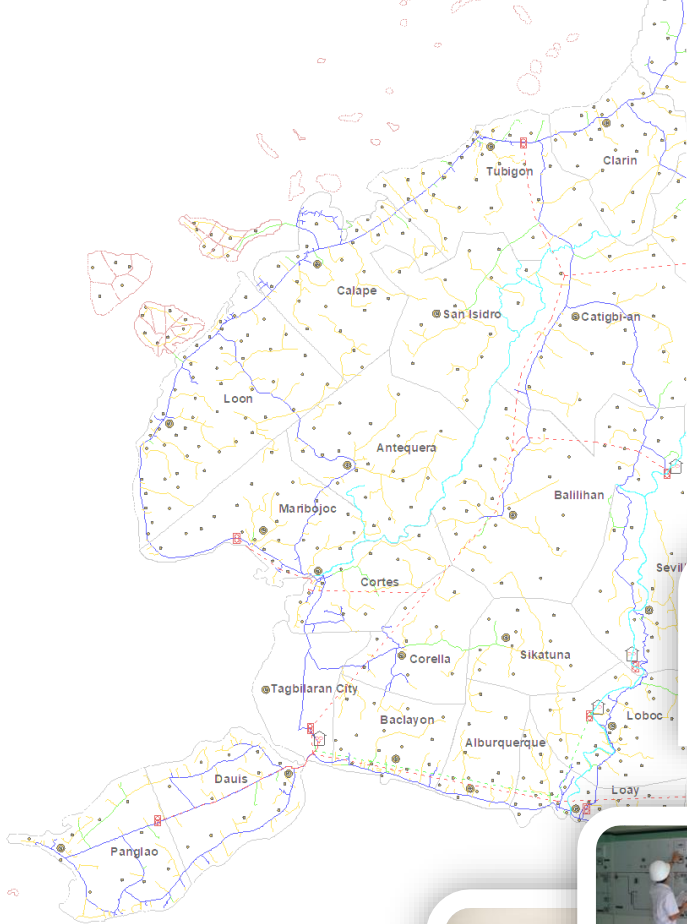 Clarin
Tubigon
Calape
San Isidro
Catigbi-an
Loon
Antequera
Balilihan
Maribojoc
Sevil
Cortes
Corella
Sikatuna
Tagbilaran City
Baclayon
Loboc
Alburquerque
Dauis
Loay
Panglao